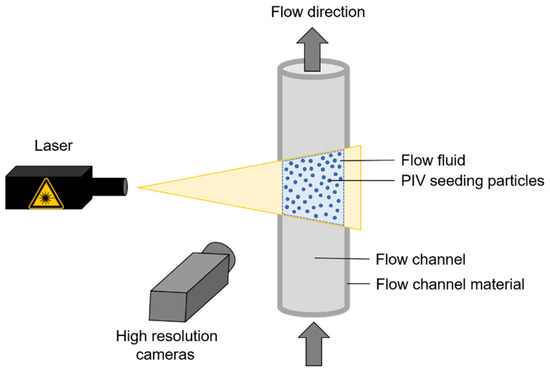 Flow direction
Laser
Flow fluid
PIV seeding particles
Flow channel
Flow channel material
High resolution
cameras